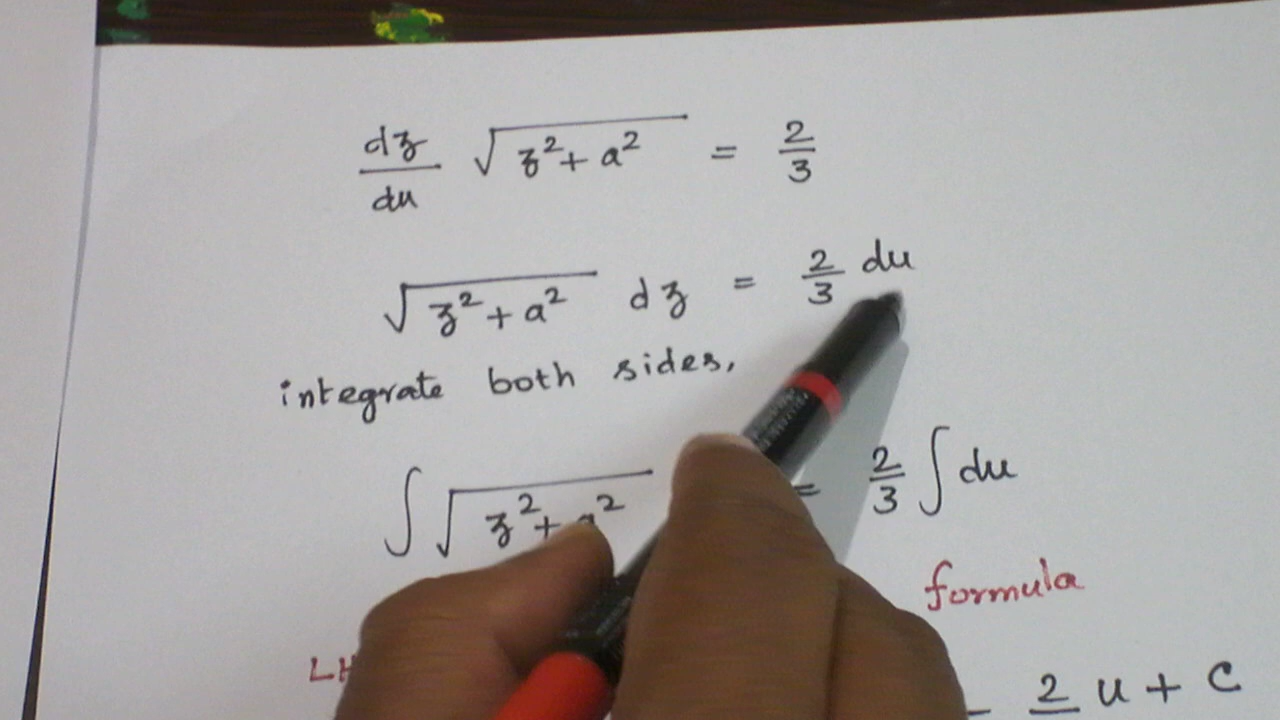 dz/du √(z² + a²) = 2/3
√(z² + a²) dz = 2/3 du
integrate both sides,
∫ √(z² + a²) = 2/3 ∫ du
formula
= 2 u + c